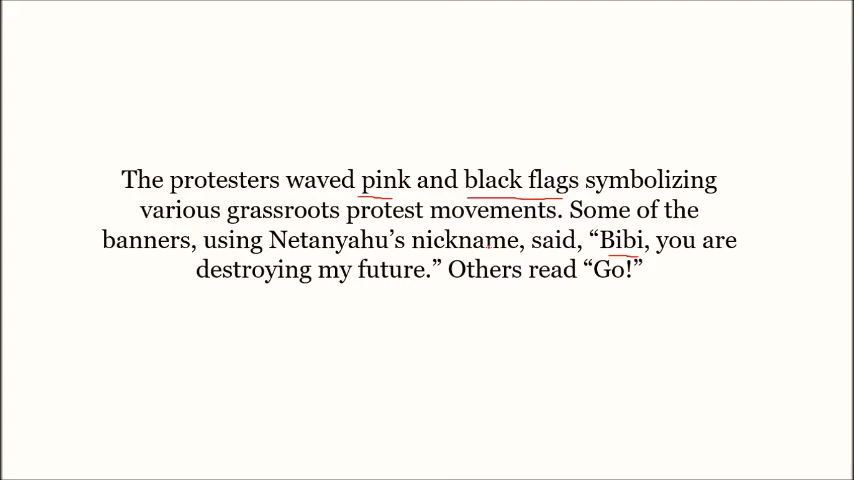 The protesters waved pink and black flags symbolizing
various grassroots protest movements. Some of the
banners, using Netanyahu’s nickname, said, “Bibi, you are
destroying my future.” Others read “Go!”